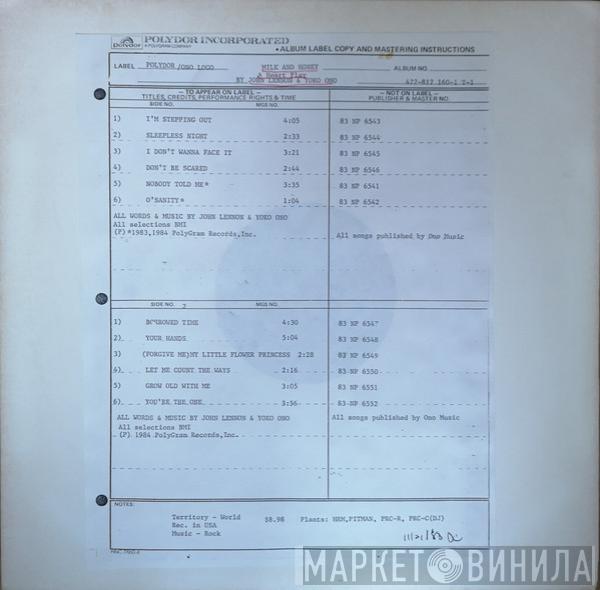 Polydor
POLYDOR INCORPORATED
A POLYGRAM COMPANY
• ALBUM LABEL COPY AND MASTERING INSTRUCTIONS
LABEL POLYDOR/ONO LOGO MILK AND HONEY ALBUM NO.
A Heart Play
BY JOHN LENNON & YOKO ONO 422-817 160-1 Y-1
— TO APPEAR ON LABEL — — NOT ON LABEL —
TITLES, CREDITS, PERFORMANCE RIGHTS & TIME PUBLISHER & MASTER NO.
SIDE NO. MGS NO.
1) I'M STEPPING OUT 4:05 83 NP 6543
2) SLEEPLESS NIGHT 2:33 83 NP 6544
3) I DON'T WANNA FACE IT 3:21 83 NP 6545
4) DON'T BE SCARED 2:44 83 NP 6546
5) NOBODY TOLD ME* 3:35 83 NP 6541
6) O'SANITY* 1:04 83 NP 6542
ALL WORDS & MUSIC BY JOHN LENNON & YOKO ONO
All selections BMI
(P)*1983,1984 PolyGram Records,Inc. All songs published by Ono Music
SIDE NO. 2 MGS NO.
1) BORROWED TIME 4:30 83 NP 6547
2) YOUR HANDS 5:04 83 NP 6548
3) (FORGIVE ME)MY LITTLE FLOWER PRINCESS 2:28 83 NP 6549
4) LET ME COUNT THE WAYS 2:16 83 NP 6550
5) GROW OLD WITH ME 3:05 83 NP 6551
6) YOU'RE THE ONE 3:56 83 NP 6552
ALL WORDS & MUSIC BY JOHN LENNON & YOKO ONO All songs published by Ono Music
All selections BMI
(P) 1984 PolyGram Records,Inc.
NOTES:
Territory - World $8.98 Plants: HRM,PITMAN, PRC-R, PRC-C(DJ)
Rec. in USA
Music - Rock
11/21/83
МАРКЕТ ВИНИЛА